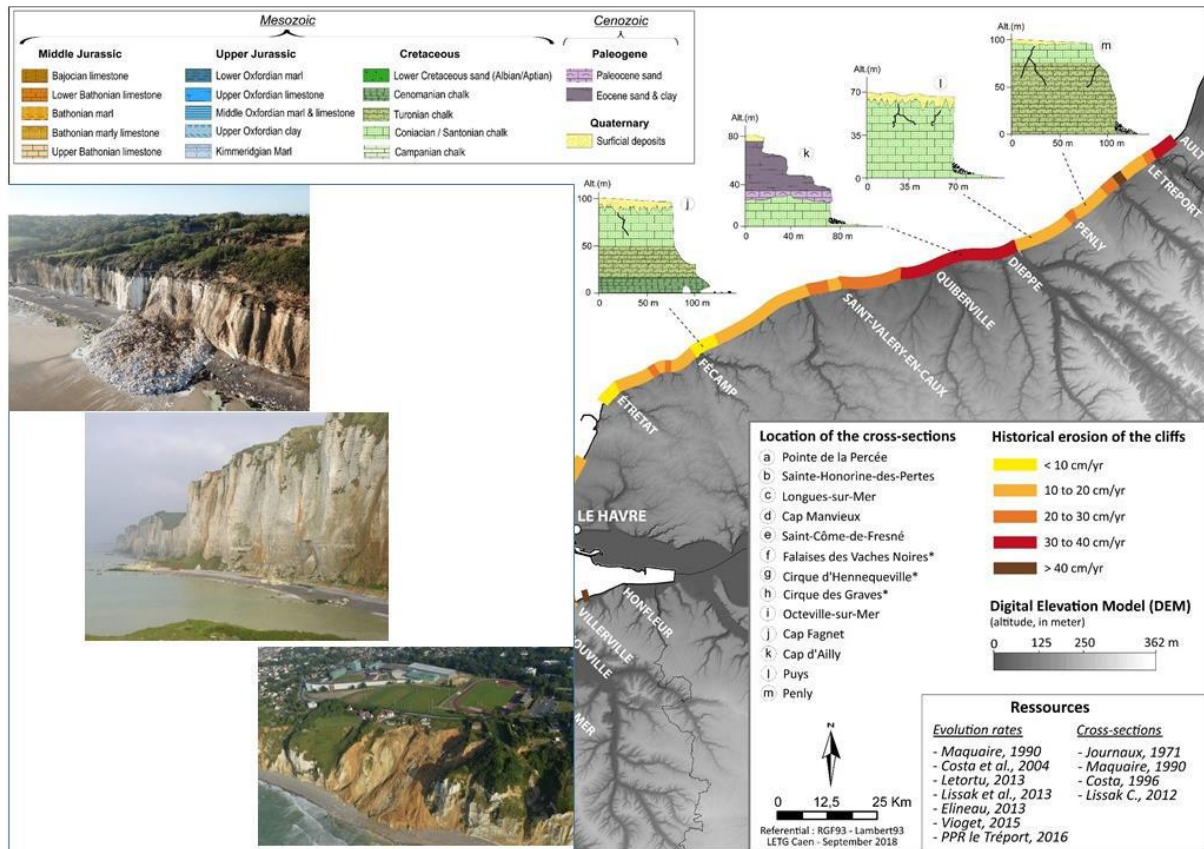 Mesozoic
Cenozoic
Middle Jurassic
Bajocian limestone
Lower Bathonian limestone
Bathonian marl
Bathonian marly limestone
Upper Bathonian limestone
Upper Jurassic
Lower Oxfordian marl
Upper Oxfordian limestone
Middle Oxfordian marl & limestone
Upper Oxfordian clay
Kimmeridgian Marl
Cretaceous
Lower Cretaceous sand (Albian/Aptian)
Cenomanian chalk
Turonian chalk
Coniacian / Santonian chalk
Campanian chalk
Paleogene
Paleocene sand
Eocene sand & clay
Quaternary
Surficial deposits
Alt.(m)
100
50
0
0 50 m 100 m
j
Alt.(m)
80
40
0
0 40 m 80 m
k
Alt.(m)
70
35
0
0 35 m 70 m
l
Alt.(m)
100
50
0
0 50 m 100 m
m
AULT
LE TREPORT
PENLY
DIEPPE
QUIBERVILLE
SAINT-VALERY-EN-CAUX
FÉCAMP
ÉTRETAT
LE HAVRE
HONFLEUR
VILLERVILLE
OUVILLE
MER
Location of the cross-sections
a Pointe de la Percée
b Sainte-Honorine-des-Pertes
c Longues-sur-Mer
d Cap Manvieux
e Saint-Côme-de-Fresné
f Falaises des Vaches Noires*
g Cirque d'Hennequeville*
h Cirque des Graves*
i Octeville-sur-Mer
j Cap Fagnet
k Cap d'Ailly
l Puys
m Penly
Historical erosion of the cliffs
< 10 cm/yr
10 to 20 cm/yr
20 to 30 cm/yr
30 to 40 cm/yr
> 40 cm/yr
Digital Elevation Model (DEM)
(altitude, in meter)
0 125 250 362 m
N
0 12,5 25 Km
Referential : RGF93 - Lambert93
LETG Caen - September 2018
Ressources
Evolution rates
- Maquaire, 1990
- Costa et al., 2004
- Letortu, 2013
- Lissak et al., 2013
- Elineau, 2013
- Vioget, 2015
- PPR le Tréport, 2016
Cross-sections
- Journaux, 1971
- Maquaire, 1990
- Costa, 1996
- Lissak C., 2012